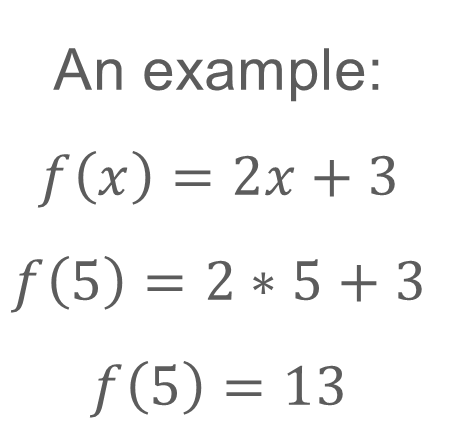 An example:
f(x) = 2x + 3
f(5) = 2 * 5 + 3
f(5) = 13